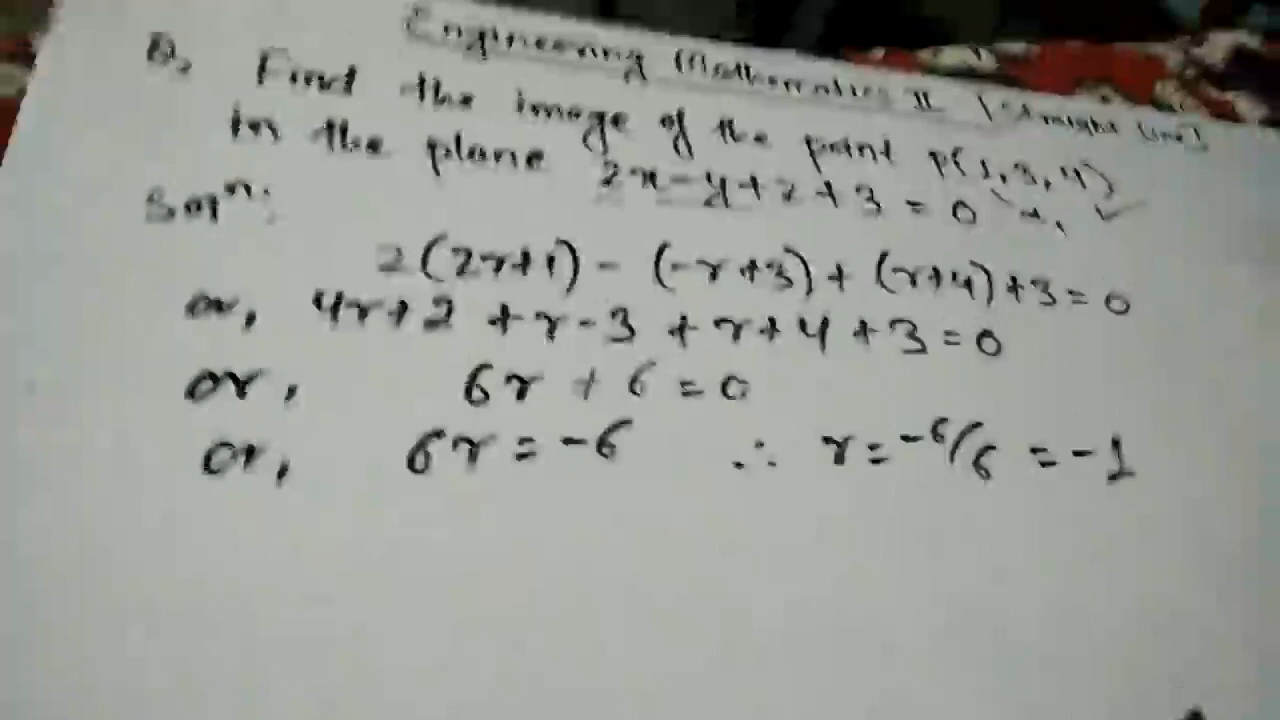 Engineering Mathematics II (Straight Line)
Q. Find the image of the point P(1,3,4)
in the plane 2x-y+z+3=0
Solⁿ:
2(2r+1) - (-r+3) + (r+4)+3=0
or, 4r+2 +r-3 +r+4+3=0
or, 6r + 6 = 0
or, 6r = -6 ∴ r = -6/6 = -1